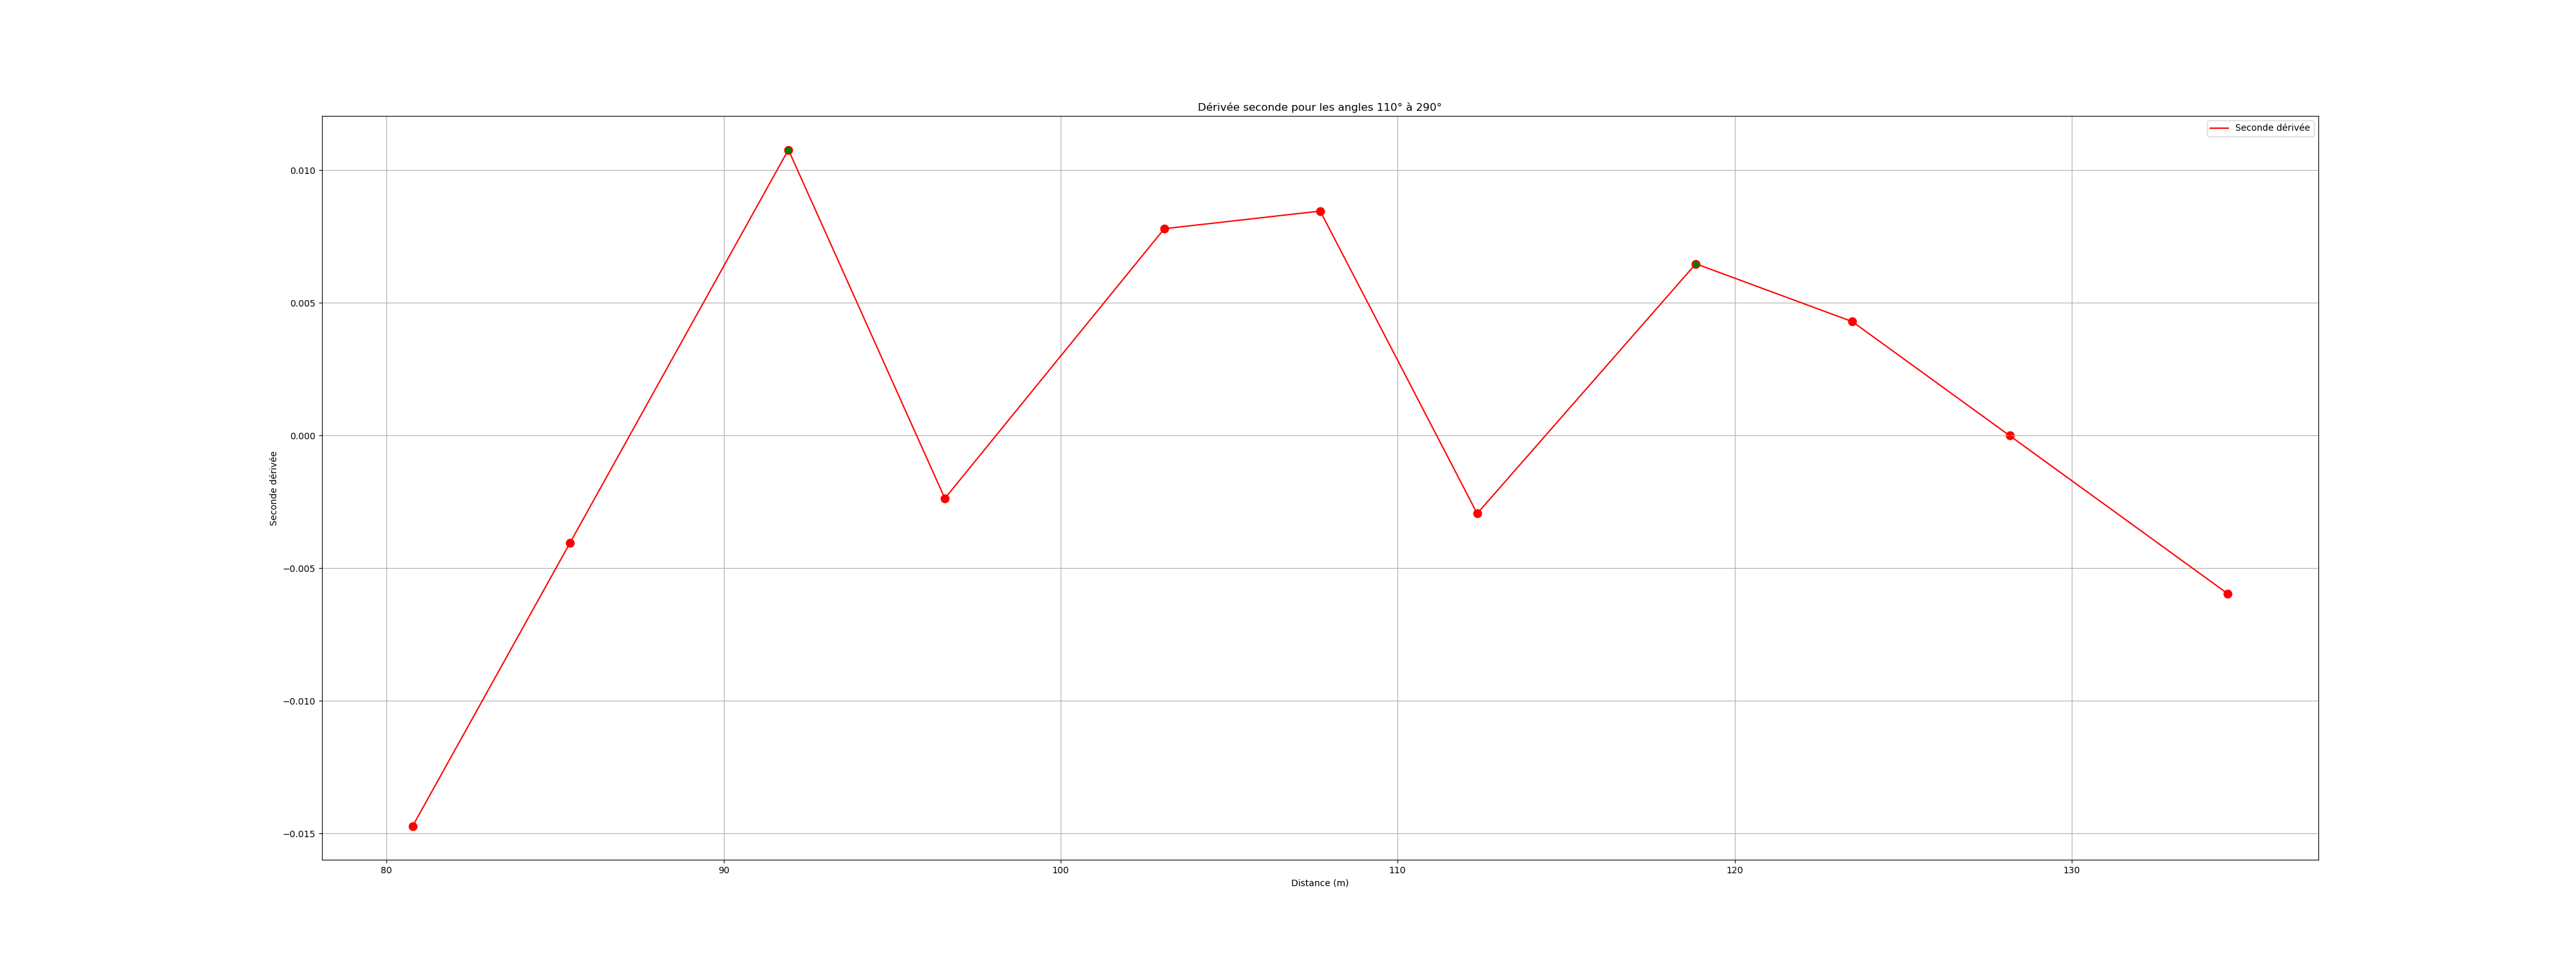 Dérivée seconde pour les angles 110° à 290°
Seconde dérivée
0.010
0.005
0.000
−0.005
−0.010
−0.015
Seconde dérivée
80 90 100 110 120 130
Distance (m)